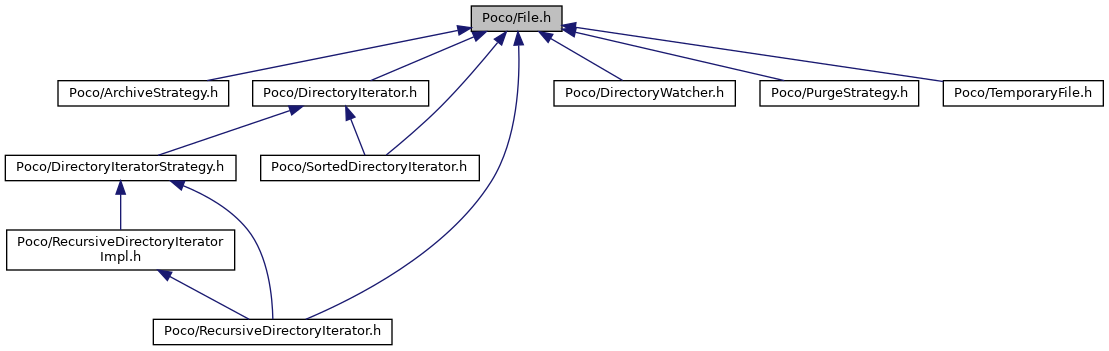 Poco/File.h
Poco/ArchiveStrategy.h
Poco/DirectoryIterator.h
Poco/DirectoryWatcher.h
Poco/PurgeStrategy.h
Poco/TemporaryFile.h
Poco/DirectoryIteratorStrategy.h
Poco/SortedDirectoryIterator.h
Poco/RecursiveDirectoryIterator
Impl.h
Poco/RecursiveDirectoryIterator.h